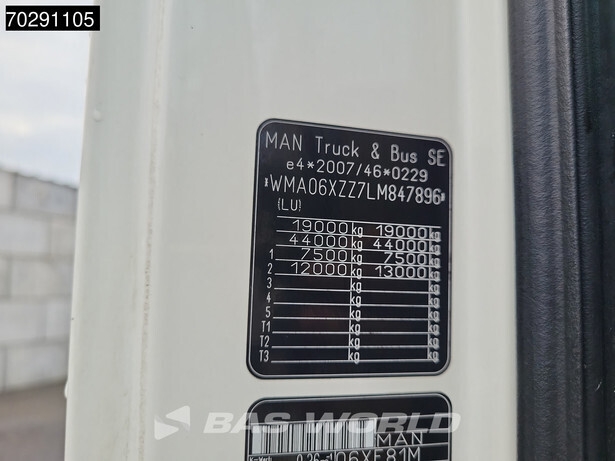 70291105
MAN Truck & Bus SE
e4*2007/46*0229
*WMA06XZZ7LM847896*
(LU)
19000 kg 19000 kg
44000 kg 44000 kg
1 7500 kg 7500 kg
2 12000 kg 13000 kg
3 kg kg
4 kg kg
5 kg kg
T1 kg kg
T2 kg kg
T3 kg kg
BAS WORLD
MAN
06XF81M